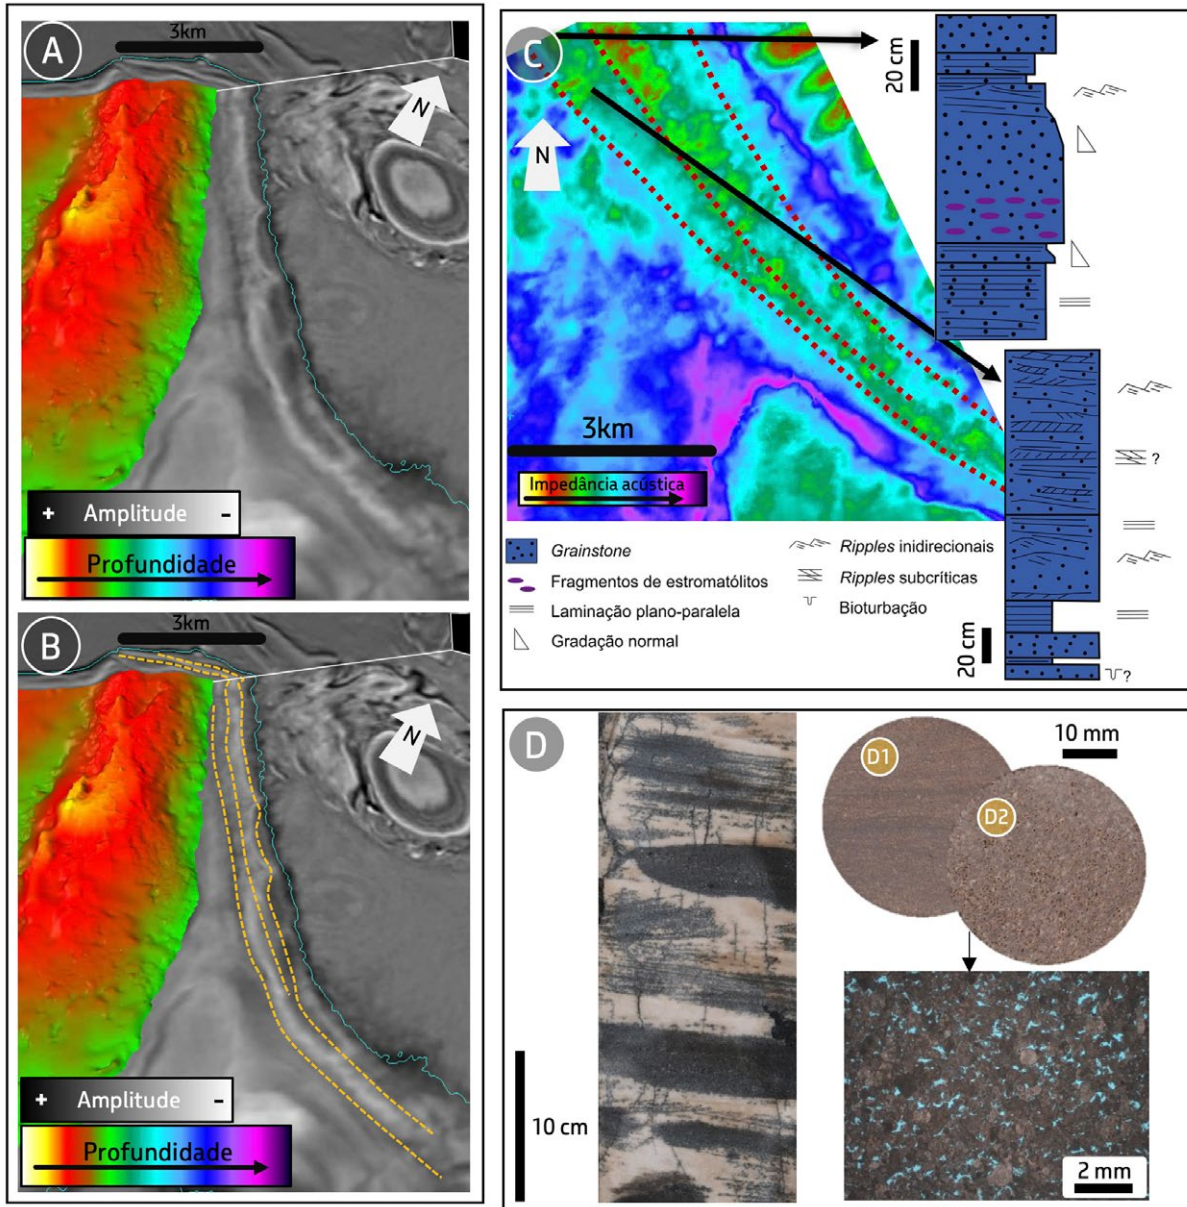 A
3km
N
+ Amplitude -
Profundidade
B
3km
N
+ Amplitude -
Profundidade
C
N
3km
Impedância acústica
20 cm
?
20 cm
?
Grainstone
Fragmentos de estromatólitos
Laminação plano-paralela
Gradação normal
Ripples inidirecionais
Ripples subcríticas
Bioturbação
D
10 cm
D1
D2
10 mm
2 mm